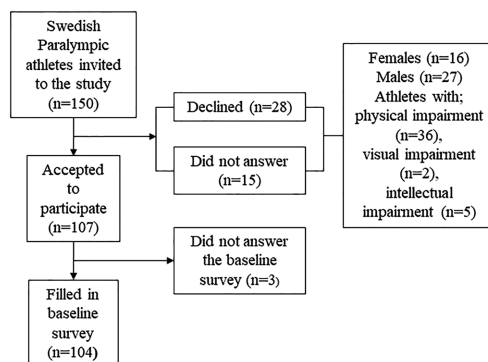 Swedish
Paralympic
athletes invited
to the study
(n=150)
Declined (n=28)
Did not answer
(n=15)
Females (n=16)
Males (n=27)
Athletes with;
physical impairment
(n=36),
visual impairment
(n=2),
intellectual
impairment (n=5)
Accepted
to
participate
(n=107)
Did not answer
the baseline
survey (n=3)
Filled in
baseline
survey
(n=104)